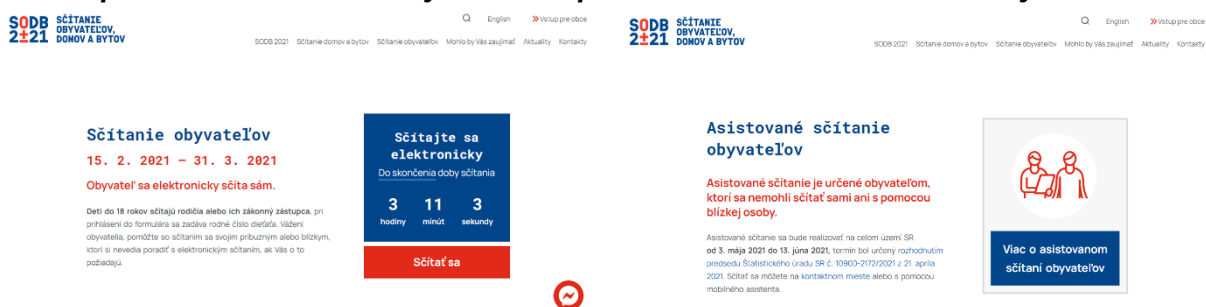 SODB
2±21
SČÍTANIE
OBYVATEĽOV,
DOMOV A BYTOV
English
Vstup pre obce
SODB 2021 Sčítanie domov a bytov Sčítanie obyvateľov Mohlo by Vás zaujímať Aktuality Kontakty
Sčítanie obyvateľov
15. 2. 2021 – 31. 3. 2021
Obyvateľ sa elektronicky sčíta sám.
Deti do 18 rokov sčítajú rodičia alebo ich zákonný zástupca, pri
prihlásení do formulára sa zadáva rodné číslo dieťaťa. Vážení
obyvatelia, pomôžte so sčítaním sa svojim príbuzným alebo blízkym,
ktorí si nevedia poradiť s elektronickým sčítaním, ak Vás o to
požiadajú.
Sčítajte sa
elektronicky
Do skončenia doby sčítania
3 11 3
hodiny minút sekundy
Sčítať sa
SODB
2±21
SČÍTANIE
OBYVATEĽOV,
DOMOV A BYTOV
English
Vstup pre obce
SODB 2021 Sčítanie domov a bytov Sčítanie obyvateľov Mohlo by Vás zaujímať Aktuality Kontakty
Asistované sčítanie
obyvateľov
Asistované sčítanie je určené obyvateľom,
ktorí sa nemohli sčítať sami ani s pomocou
blízkej osoby.
Asistované sčítanie sa bude realizovať na celom území SR
od 3. mája 2021 do 13. júna 2021, termín bol určený rozhodnutím
predsedu Štatistického úradu SR č. 10900-2172/2021 z 21. apríla
2021. Sčítať sa môžete na kontaktnom mieste alebo s pomocou
mobilného asistenta.
Viac o asistovanom
sčítaní obyvateľov